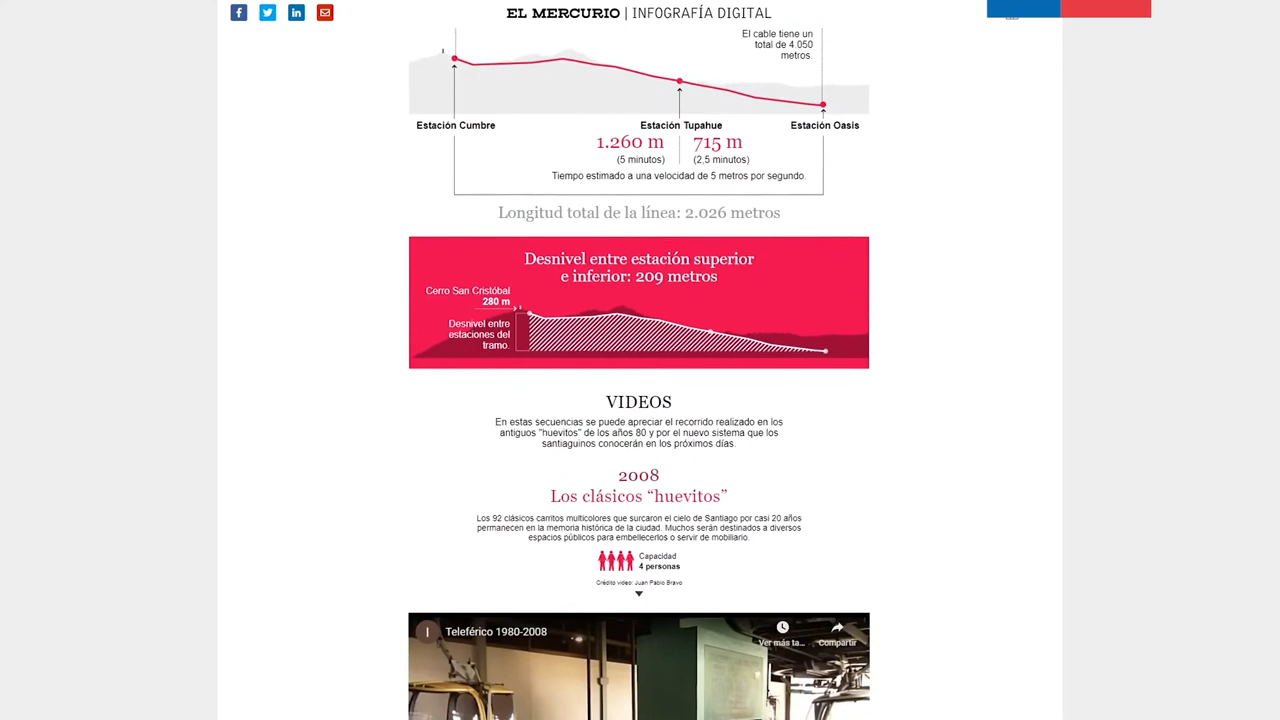 EL MERCURIO | INFOGRAFÍA DIGITAL
El cable tiene un
total de 4.050
metros.
Estación Cumbre
Estación Tupahue
Estación Oasis
1.260 m
715 m
(5 minutos)
(2,5 minutos)
Tiempo estimado a una velocidad de 5 metros por segundo.
Longitud total de la línea: 2.026 metros
Desnivel entre estación superior
e inferior: 209 metros
Cerro San Cristóbal
280 m
Desnivel entre
estaciones del
tramo.
VIDEOS
En estas secuencias se puede apreciar el recorrido realizado en los
antiguos "huevitos" de los años 80 y por el nuevo sistema que los
santiaguinos conocerán en los próximos días.
2008
Los clásicos “huevitos”
Los 92 clásicos carritos multicolores que surcaron el cielo de Santiago por casi 20 años
permanecen en la memoria histórica de la ciudad. Muchos serán destinados a diversos
espacios públicos para embellecerlos o servir de mobiliario.
Capacidad
4 personas
Crédito video: Juan Pablo Bravo
I
Teleférico 1980-2008
Ver más ta...
Compartir